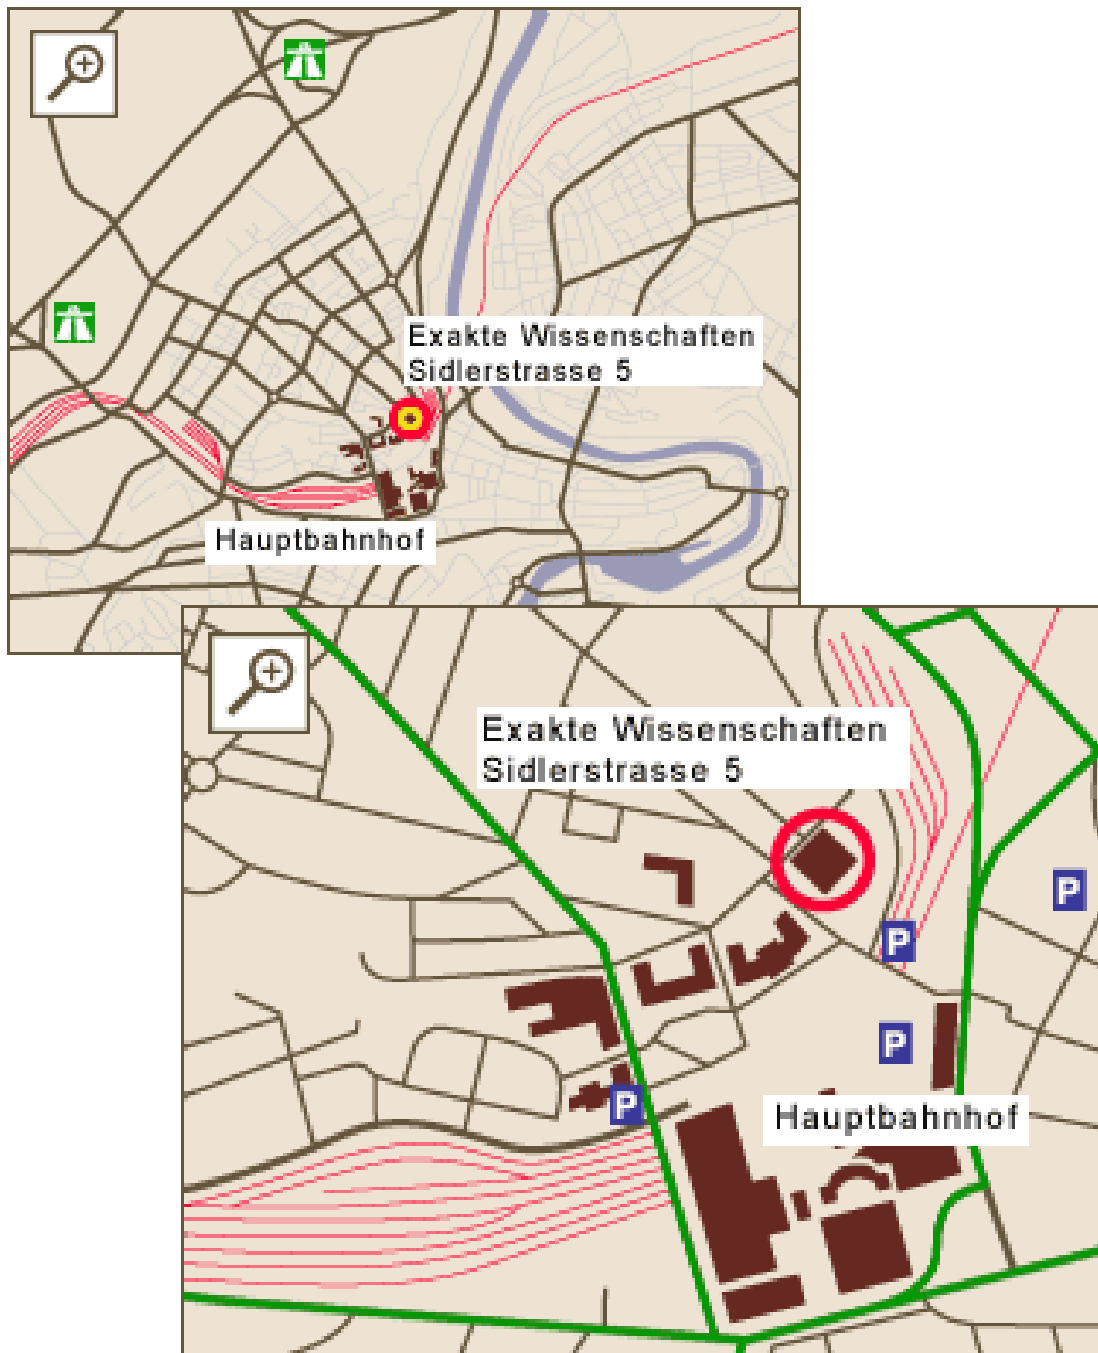 Exakte Wissenschaften
Sidlerstrasse 5
Hauptbahnhof
Exakte Wissenschaften
Sidlerstrasse 5
P
P
P
Hauptbahnhof
P